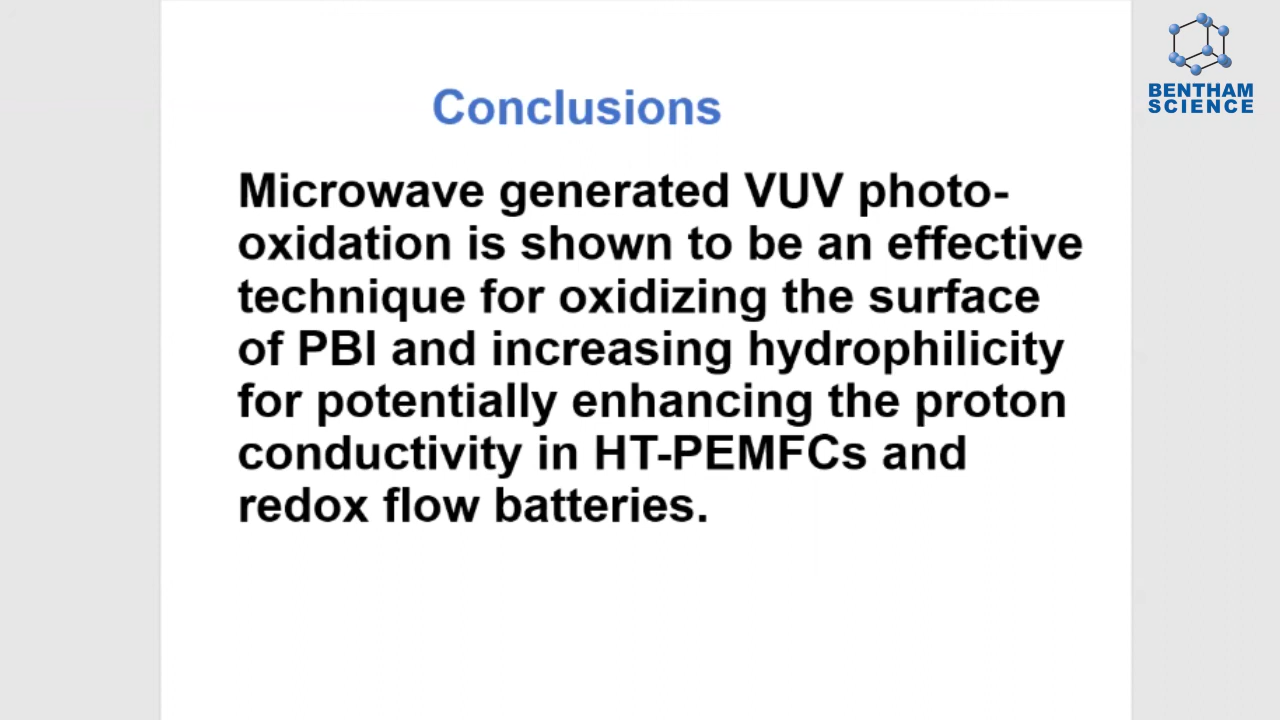 BENTHAM
SCIENCE
Conclusions
Microwave generated VUV photo-
oxidation is shown to be an effective
technique for oxidizing the surface
of PBI and increasing hydrophilicity
for potentially enhancing the proton
conductivity in HT-PEMFCs and
redox flow batteries.